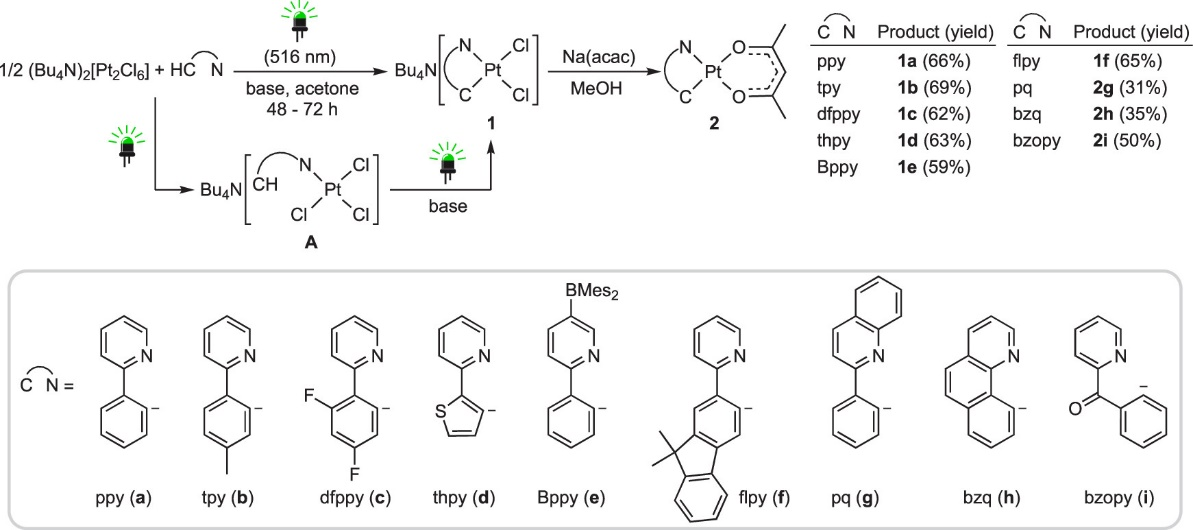 1/2 (Bu₄N)₂[Pt₂Cl₆] + HC N
(516 nm)
base, acetone
48 - 72 h
Bu₄N
N
C
Pt
Cl
Cl
1
Na(acac)
MeOH
N
C
Pt
O
O
2
Bu₄N
CH
N
Pt
Cl
Cl
Cl
A
base
C N Product (yield)
ppy 1a (66%)
tpy 1b (69%)
dfppy 1c (62%)
thpy 1d (63%)
Bppy 1e (59%)
C N Product (yield)
flpy 1f (65%)
pq 2g (31%)
bzq 2h (35%)
bzopy 2i (50%)
C N =
N
−
ppy (a)
N
−
tpy (b)
N
F
−
F
dfppy (c)
N
S
−
thpy (d)
BMes₂
N
−
Bppy (e)
N
−
flpy (f)
N
−
pq (g)
N
−
bzq (h)
N
O
−
bzopy (i)